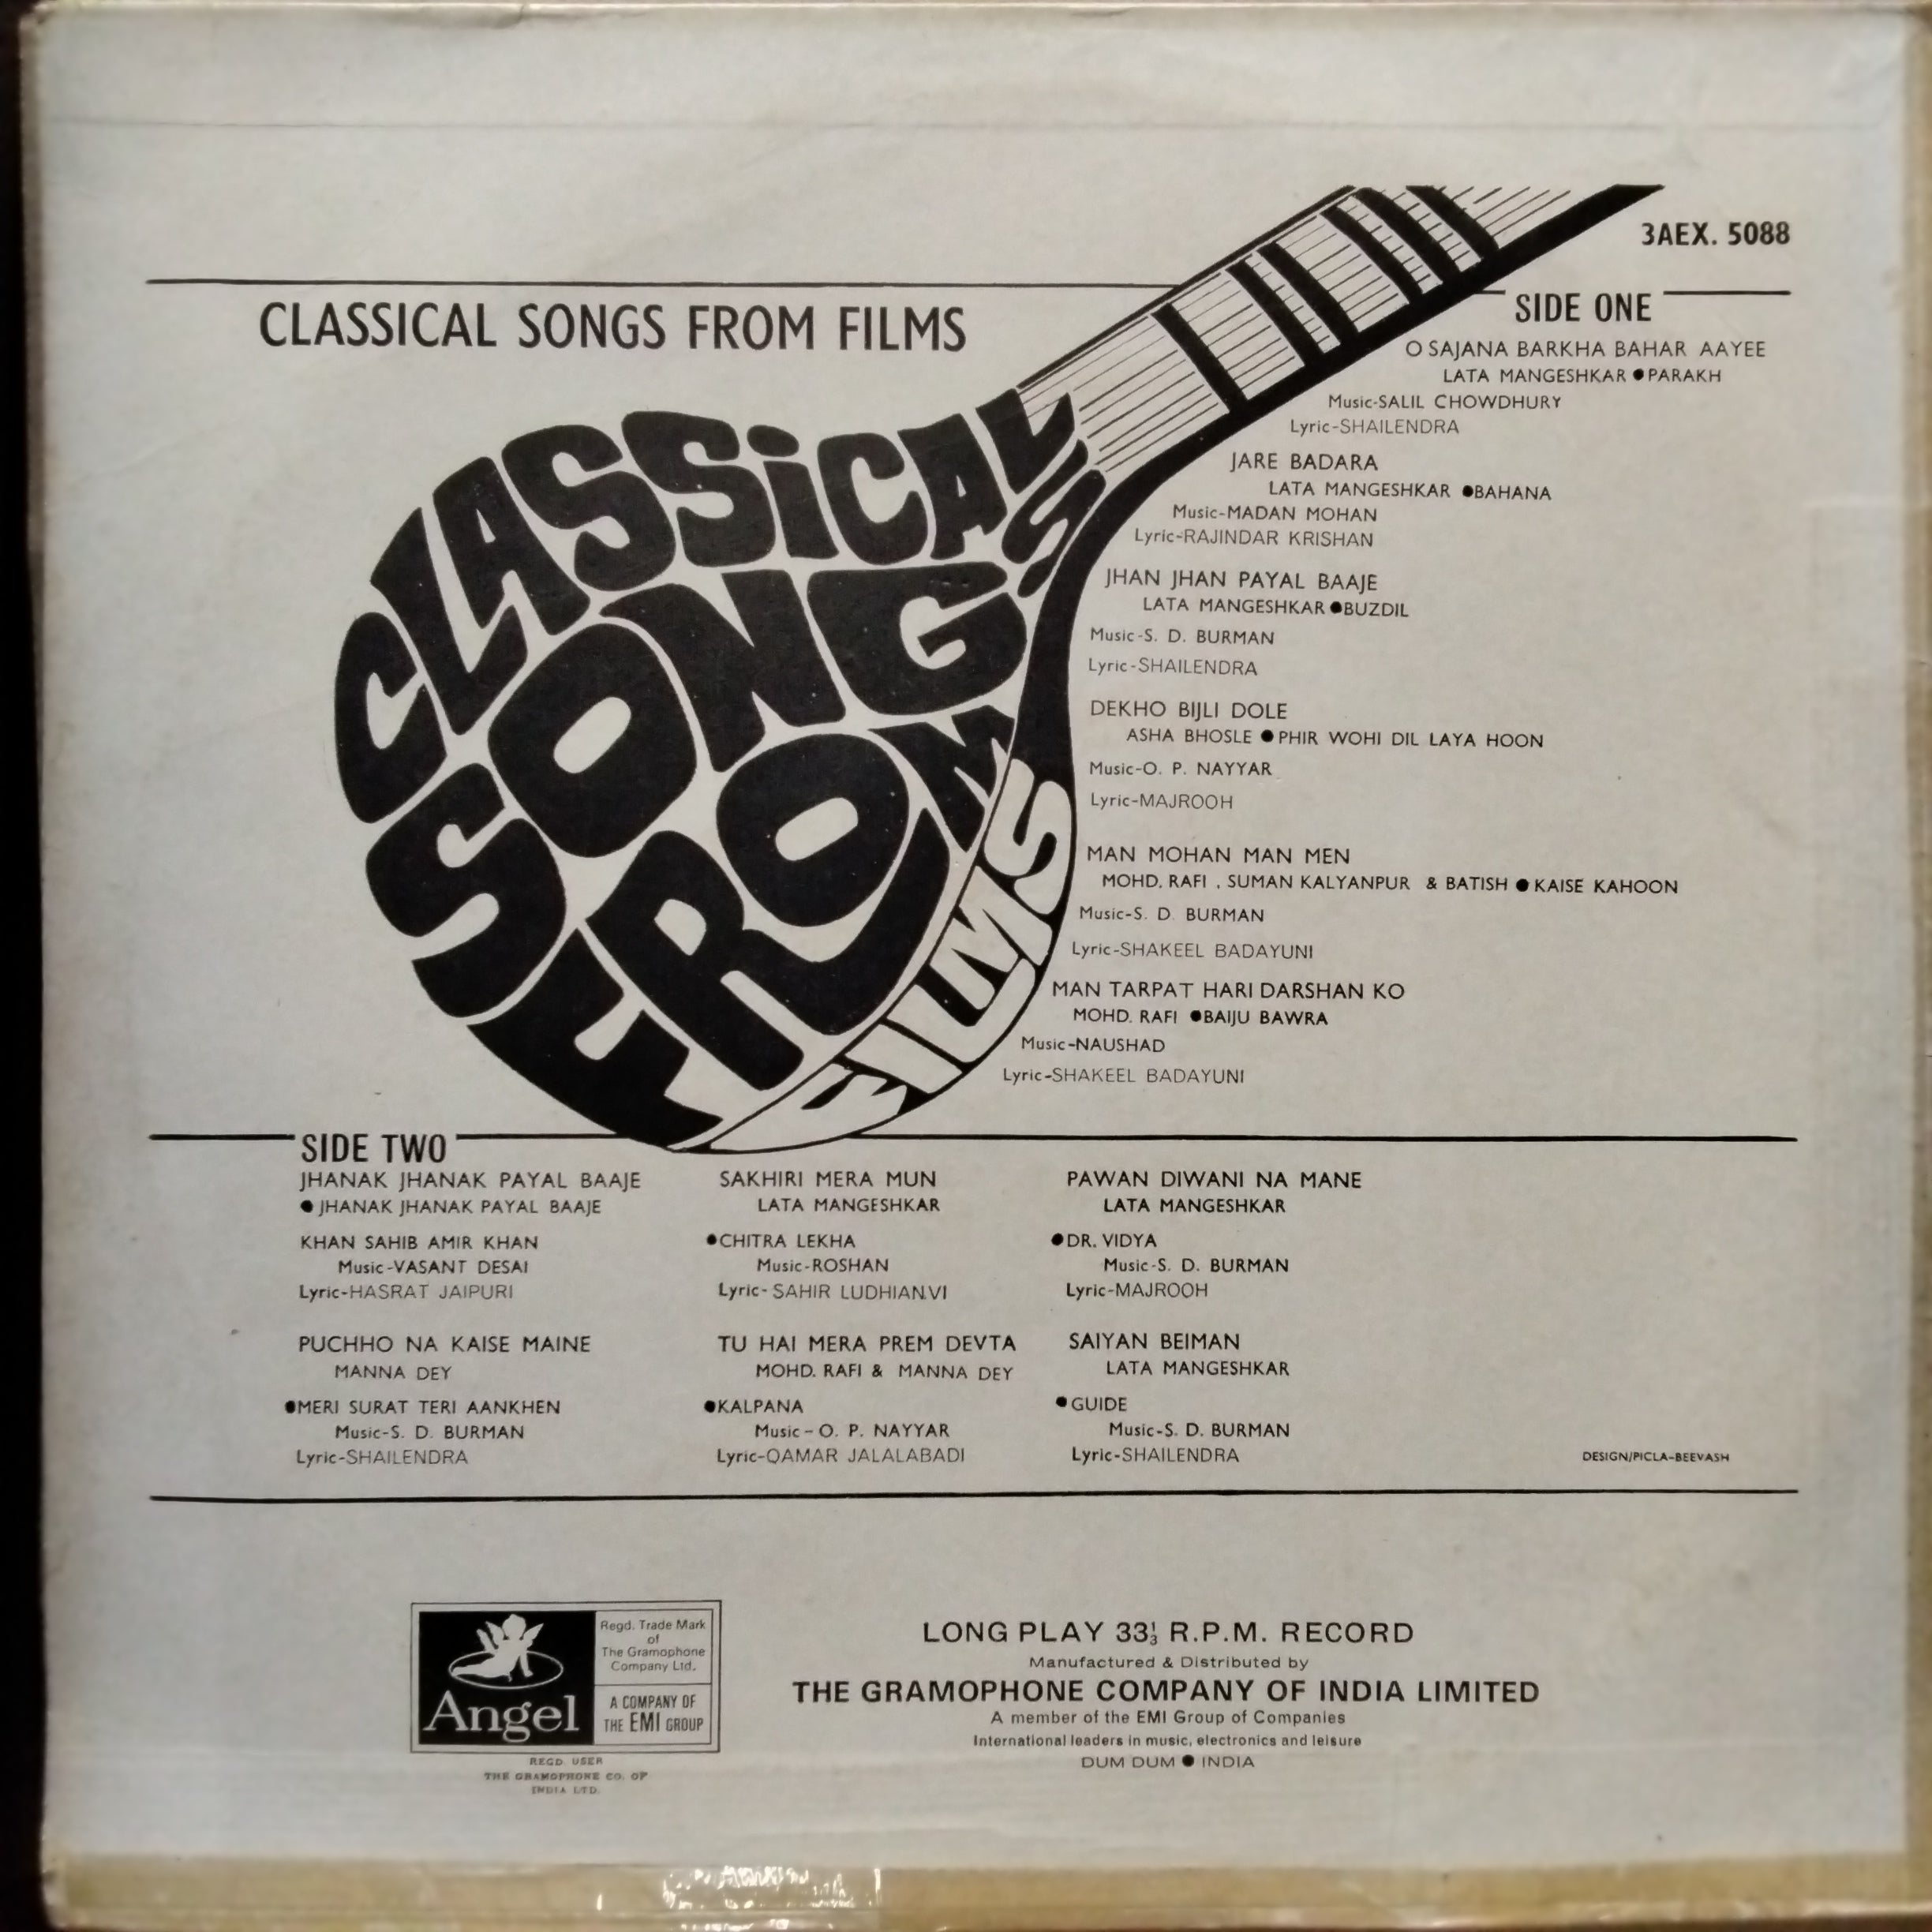 3AEX. 5088
CLASSICAL SONGS FROM FILMS
CLASSICAL
SONGS
FROM
FILMS
SIDE ONE
O SAJANA BARKHA BAHAR AAYEE
LATA MANGESHKAR ● PARAKH
Music-SALIL CHOWDHURY
Lyric-SHAILENDRA
JARE BADARA
LATA MANGESHKAR ● BAHANA
Music-MADAN MOHAN
Lyric-RAJINDAR KRISHAN
JHAN JHAN PAYAL BAAJE
LATA MANGESHKAR ● BUZDIL
Music-S. D. BURMAN
Lyric-SHAILENDRA
DEKHO BIJLI DOLE
ASHA BHOSLE ● PHIR WOHI DIL LAYA HOON
Music-O. P. NAYYAR
Lyric-MAJROOH
MAN MOHAN MAN MEN
MOHD. RAFI , SUMAN KALYANPUR & BATISH ● KAISE KAHOON
Music-S. D. BURMAN
Lyric-SHAKEEL BADAYUNI
MAN TARPAT HARI DARSHAN KO
MOHD. RAFI ● BAIJU BAWRA
Music-NAUSHAD
Lyric-SHAKEEL BADAYUNI
SIDE TWO
JHANAK JHANAK PAYAL BAAJE
● JHANAK JHANAK PAYAL BAAJE
KHAN SAHIB AMIR KHAN
Music-VASANT DESAI
Lyric-HASRAT JAIPURI
PUCHHO NA KAISE MAINE
MANNA DEY
● MERI SURAT TERI AANKHEN
Music-S. D. BURMAN
Lyric-SHAILENDRA
SAKHIRI MERA MUN
LATA MANGESHKAR
● CHITRA LEKHA
Music-ROSHAN
Lyric-SAHIR LUDHIANVI
TU HAI MERA PREM DEVTA
MOHD. RAFI & MANNA DEY
● KALPANA
Music-O. P. NAYYAR
Lyric-QAMAR JALALABADI
PAWAN DIWANI NA MANE
LATA MANGESHKAR
● DR. VIDYA
Music-S. D. BURMAN
Lyric-MAJROOH
SAIYAN BEIMAN
LATA MANGESHKAR
● GUIDE
Music-S. D. BURMAN
Lyric-SHAILENDRA
DESIGN/PICLA-BEEVASH
Angel
Regd. Trade Mark
of
The Gramophone
Company Ltd.
A COMPANY OF
THE EMI GROUP
REGD USER
THE GRAMOPHONE CO. OF
INDIA LTD.
LONG PLAY 33⅓ R.P.M. RECORD
Manufactured & Distributed by
THE GRAMOPHONE COMPANY OF INDIA LIMITED
A member of the EMI Group of Companies
International leaders in music, electronics and leisure
DUM DUM ● INDIA